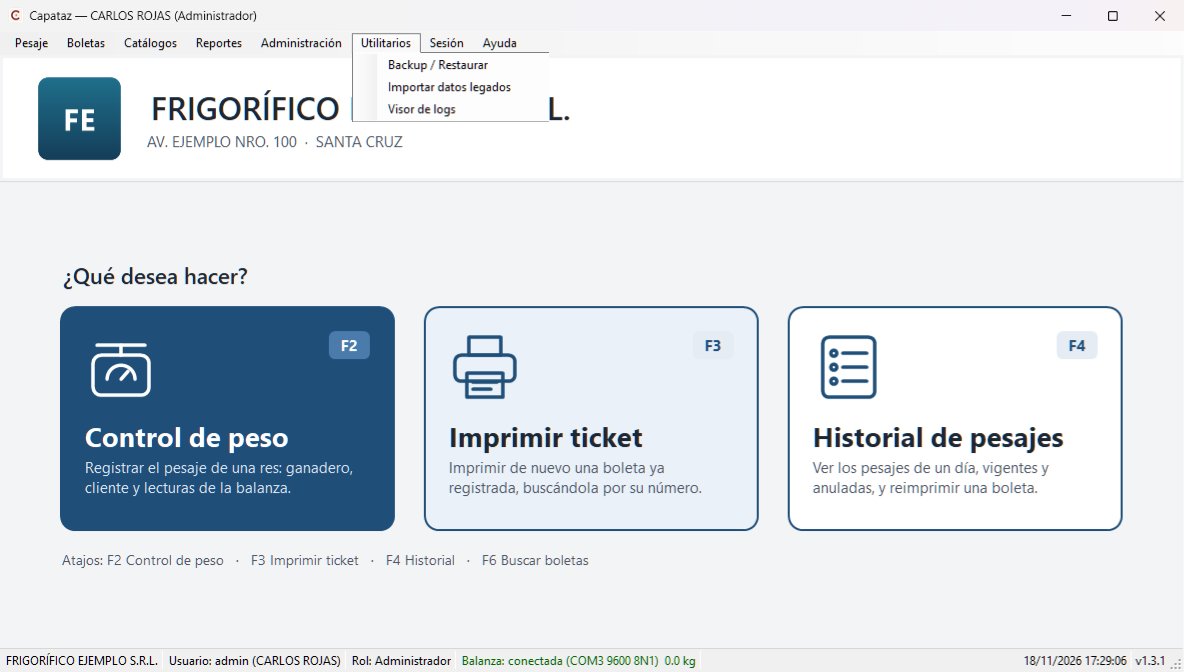 Capataz — CARLOS ROJAS (Administrador)
Pesaje Boletas Catálogos Reportes Administración Utilitarios Sesión Ayuda
Backup / Restaurar
Importar datos legados
Visor de logs
FE
FRIGORÍFICO L.
AV. EJEMPLO NRO. 100 · SANTA CRUZ
¿Qué desea hacer?
F2
Control de peso
Registrar el pesaje de una res: ganadero,
cliente y lecturas de la balanza.
F3
Imprimir ticket
Imprimir de nuevo una boleta ya
registrada, buscándola por su número.
F4
Historial de pesajes
Ver los pesajes de un día, vigentes y
anuladas, y reimprimir una boleta.
Atajos: F2 Control de peso · F3 Imprimir ticket · F4 Historial · F6 Buscar boletas
FRIGORÍFICO EJEMPLO S.R.L. Usuario: admin (CARLOS ROJAS) Rol: Administrador Balanza: conectada (COM3 9600 8N1) 0.0 kg 18/11/2026 17:29:06 v1.3.1